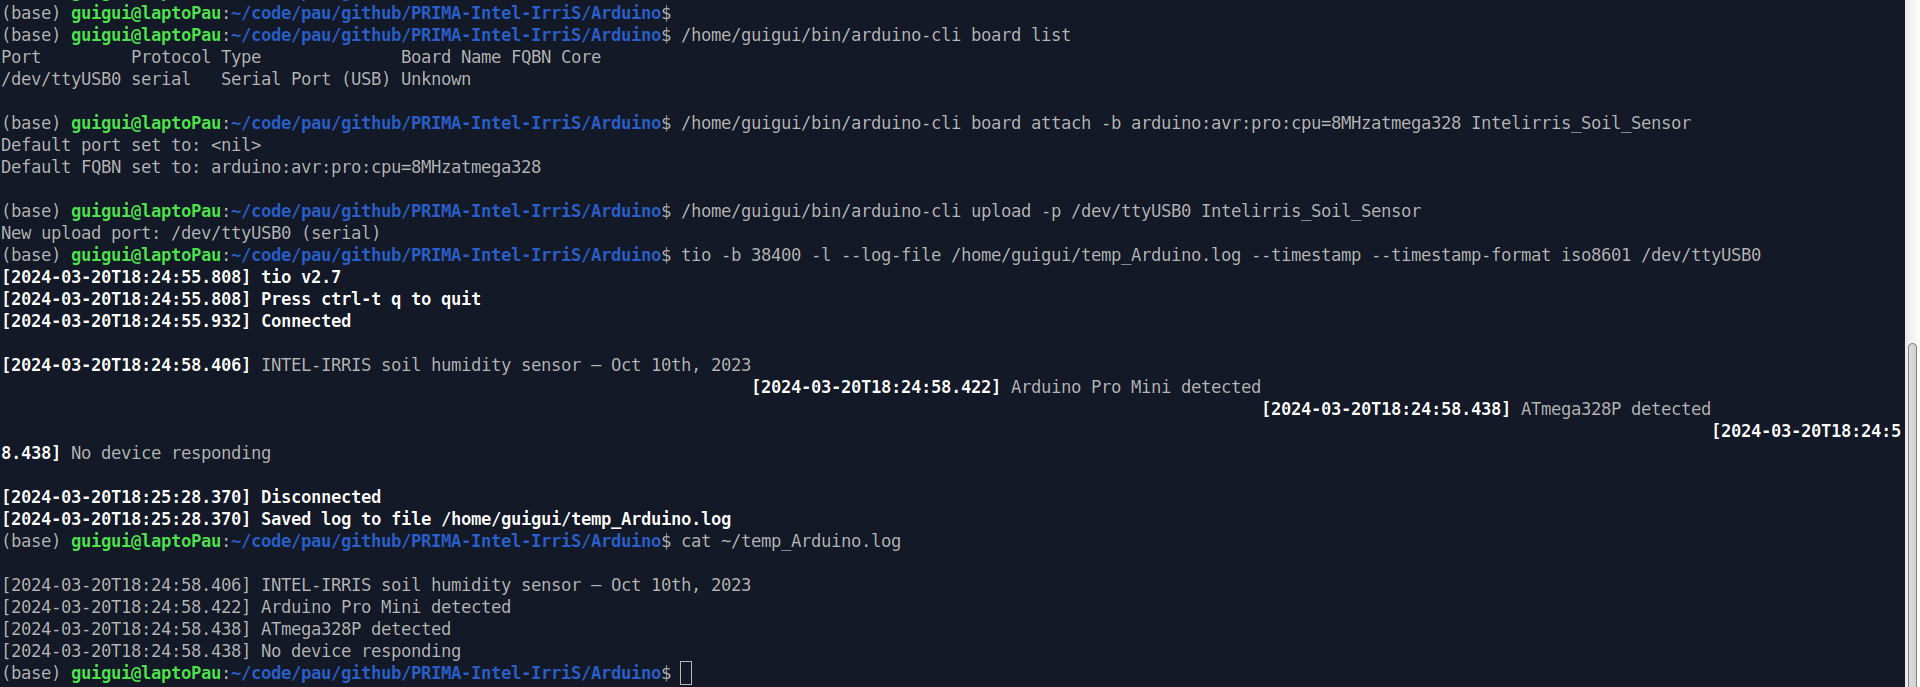 (base) guigui@laptoPau:~/code/pau/github/PRIMA-Intel-IrriS/Arduino$
(base) guigui@laptoPau:~/code/pau/github/PRIMA-Intel-IrriS/Arduino$ /home/guigui/bin/arduino-cli board list
Port         Protocol Type              Board Name FQBN Core
/dev/ttyUSB0 serial   Serial Port (USB) Unknown
(base) guigui@laptoPau:~/code/pau/github/PRIMA-Intel-IrriS/Arduino$ /home/guigui/bin/arduino-cli board attach -b arduino:avr:pro:cpu=8MHzatmega328 Intelirris_Soil_Sensor
Default port set to: <nil>
Default FQBN set to: arduino:avr:pro:cpu=8MHzatmega328
(base) guigui@laptoPau:~/code/pau/github/PRIMA-Intel-IrriS/Arduino$ /home/guigui/bin/arduino-cli upload -p /dev/ttyUSB0 Intelirris_Soil_Sensor
New upload port: /dev/ttyUSB0 (serial)
(base) guigui@laptoPau:~/code/pau/github/PRIMA-Intel-IrriS/Arduino$ tio -b 38400 -l --log-file /home/guigui/temp_Arduino.log --timestamp --timestamp-format iso8601 /dev/ttyUSB0
[2024-03-20T18:24:55.808] tio v2.7
[2024-03-20T18:24:55.808] Press ctrl-t q to quit
[2024-03-20T18:24:55.932] Connected
[2024-03-20T18:24:58.406] INTEL-IRRIS soil humidity sensor – Oct 10th, 2023
[2024-03-20T18:24:58.422] Arduino Pro Mini detected
[2024-03-20T18:24:58.438] ATmega328P detected
[2024-03-20T18:24:5
8.438] No device responding
[2024-03-20T18:25:28.370] Disconnected
[2024-03-20T18:25:28.370] Saved log to file /home/guigui/temp_Arduino.log
(base) guigui@laptoPau:~/code/pau/github/PRIMA-Intel-IrriS/Arduino$ cat ~/temp_Arduino.log
[2024-03-20T18:24:58.406] INTEL-IRRIS soil humidity sensor – Oct 10th, 2023
[2024-03-20T18:24:58.422] Arduino Pro Mini detected
[2024-03-20T18:24:58.438] ATmega328P detected
[2024-03-20T18:24:58.438] No device responding
(base) guigui@laptoPau:~/code/pau/github/PRIMA-Intel-IrriS/Arduino$